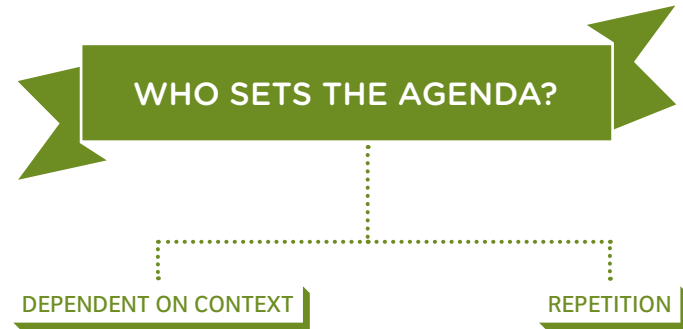 WHO SETS THE AGENDA?
DEPENDENT ON CONTEXT
REPETITION